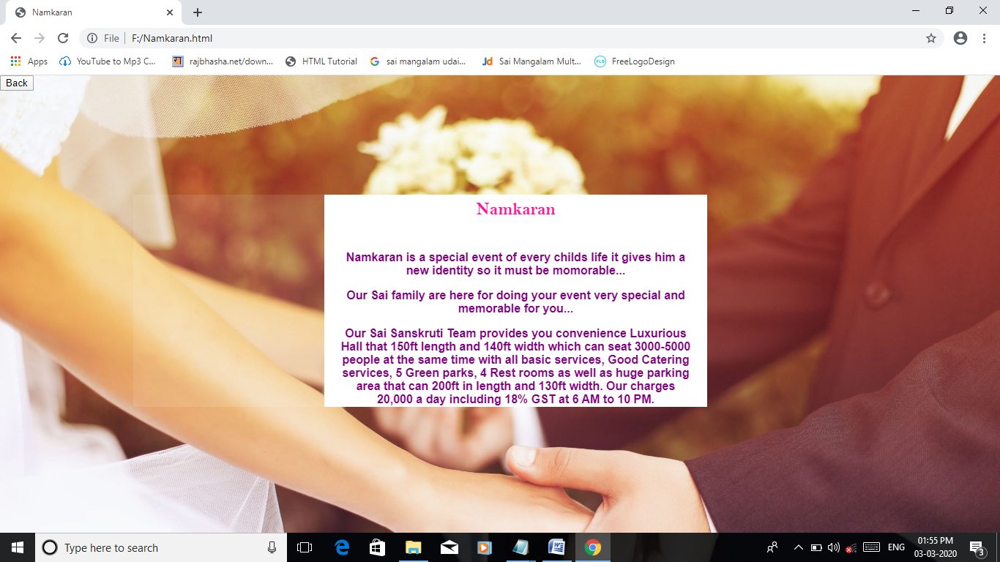 Namkaran
File F:/Namkaran.html
Apps YouTube to Mp3 C... rajbhasha.net/down... HTML Tutorial sai mangalam udai... Jd Sai Mangalam Mult... FLD FreeLogoDesign
Back
Namkaran
Namkaran is a special event of every childs life it gives him a
new identity so it must be momorable...
Our Sai family are here for doing your event very special and
memorable for you...
Our Sai Sanskruti Team provides you convenience Luxurious
Hall that 150ft length and 140ft width which can seat 3000-5000
people at the same time with all basic services, Good Catering
services, 5 Green parks, 4 Rest rooms as well as huge parking
area that can 200ft in length and 130ft width. Our charges
20,000 a day including 18% GST at 6 AM to 10 PM.
Type here to search
ENG
01:55 PM
03-03-2020
3